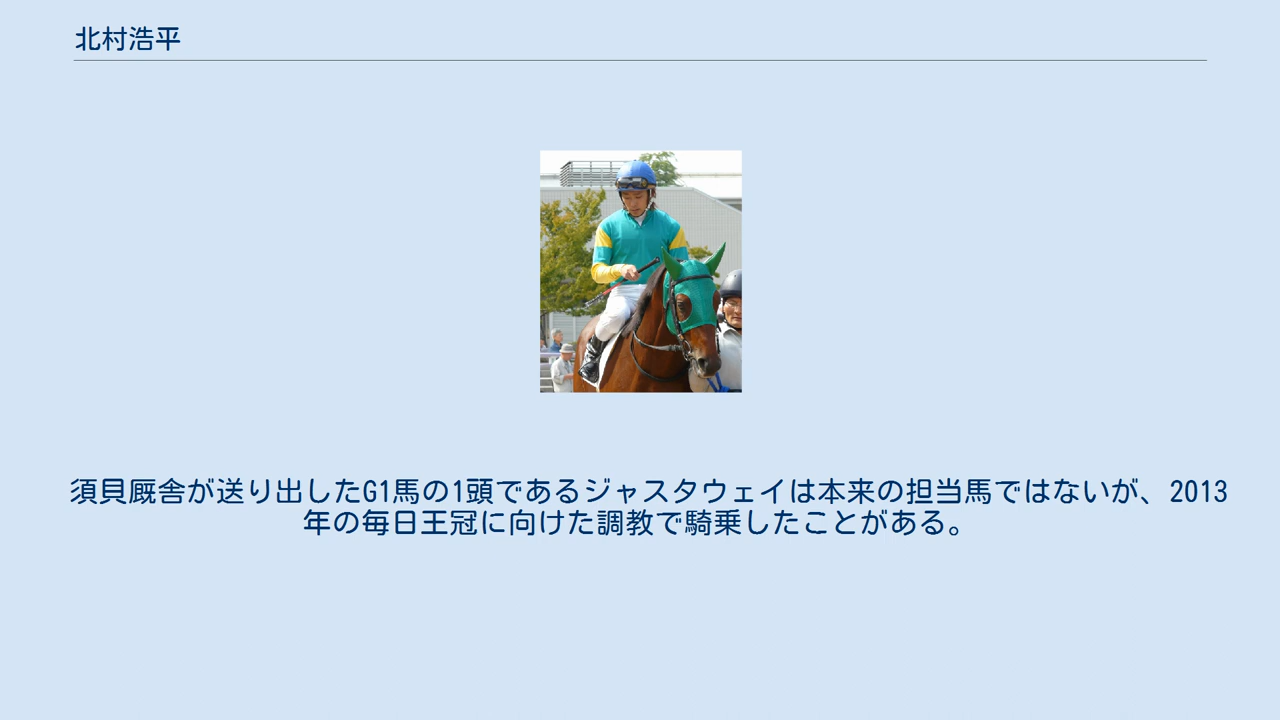 北村浩平
須貝厩舎が送り出したG1馬の1頭であるジャスタウェイは本来の担当馬ではないが、2013
年の毎日王冠に向けた調教で騎乗したことがある。